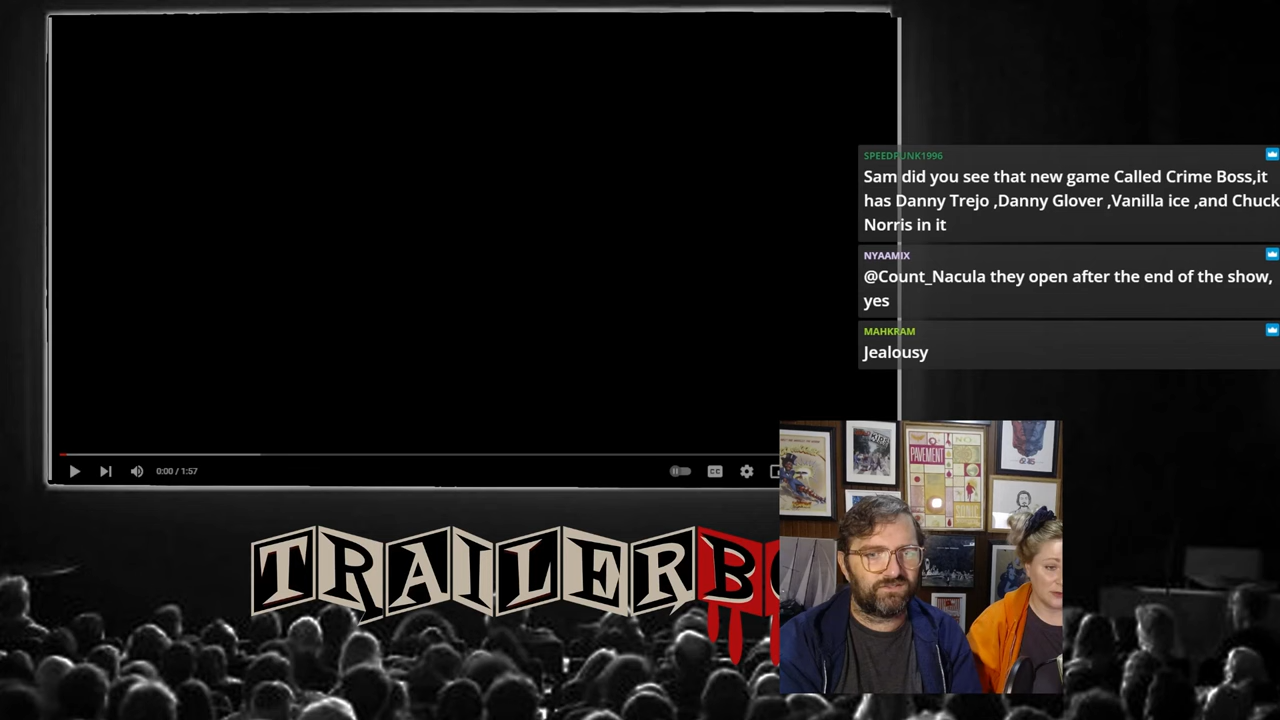 SPEEDPUNK1996
Sam did you see that new game Called Crime Boss,it
has Danny Trejo ,Danny Glover ,Vanilla ice ,and Chuck
Norris in it
NYAAMIX
@Count_Nacula they open after the end of the show,
yes
MAHKRAM
Jealousy
0:00 / 1:57
CC
PAVEMENT
TRAILERB